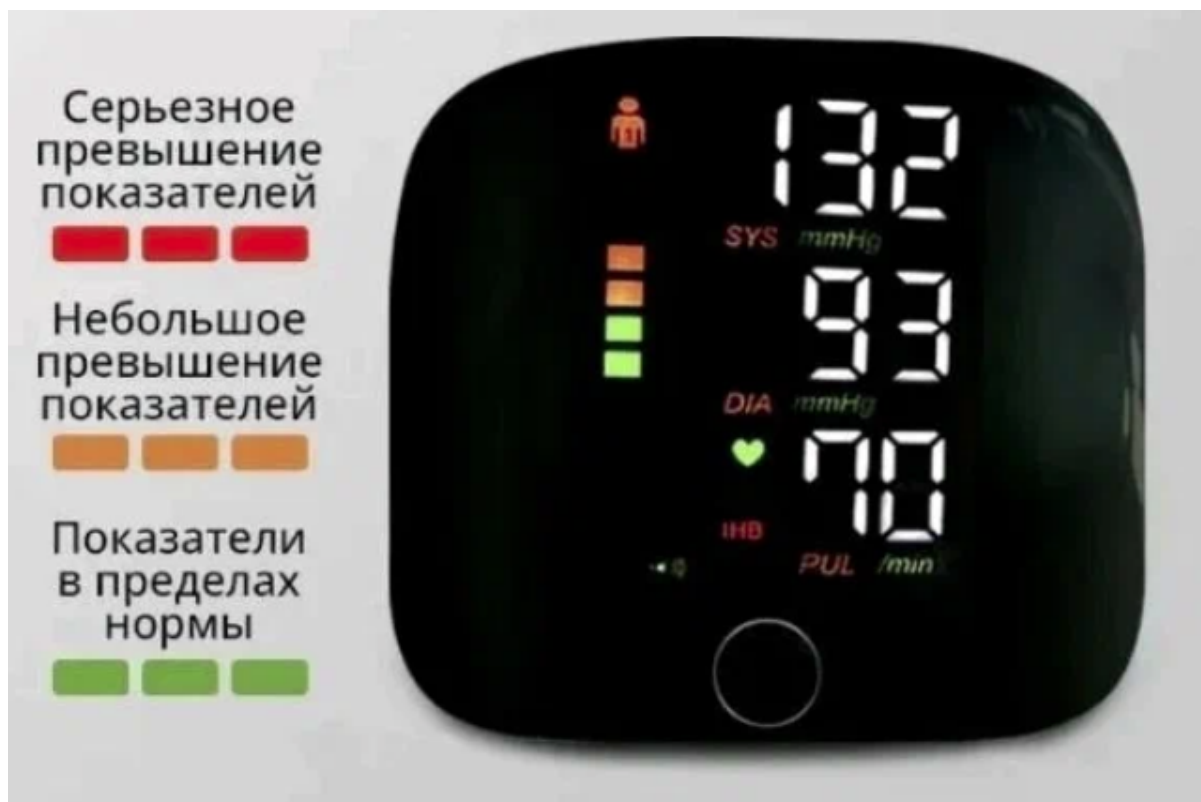 Серьезное
превышение
показателей
Небольшое
превышение
показателей
Показатели
в пределах
нормы
1
132
SYS mmHg
93
DIA mmHg
70
IHB
PUL /min